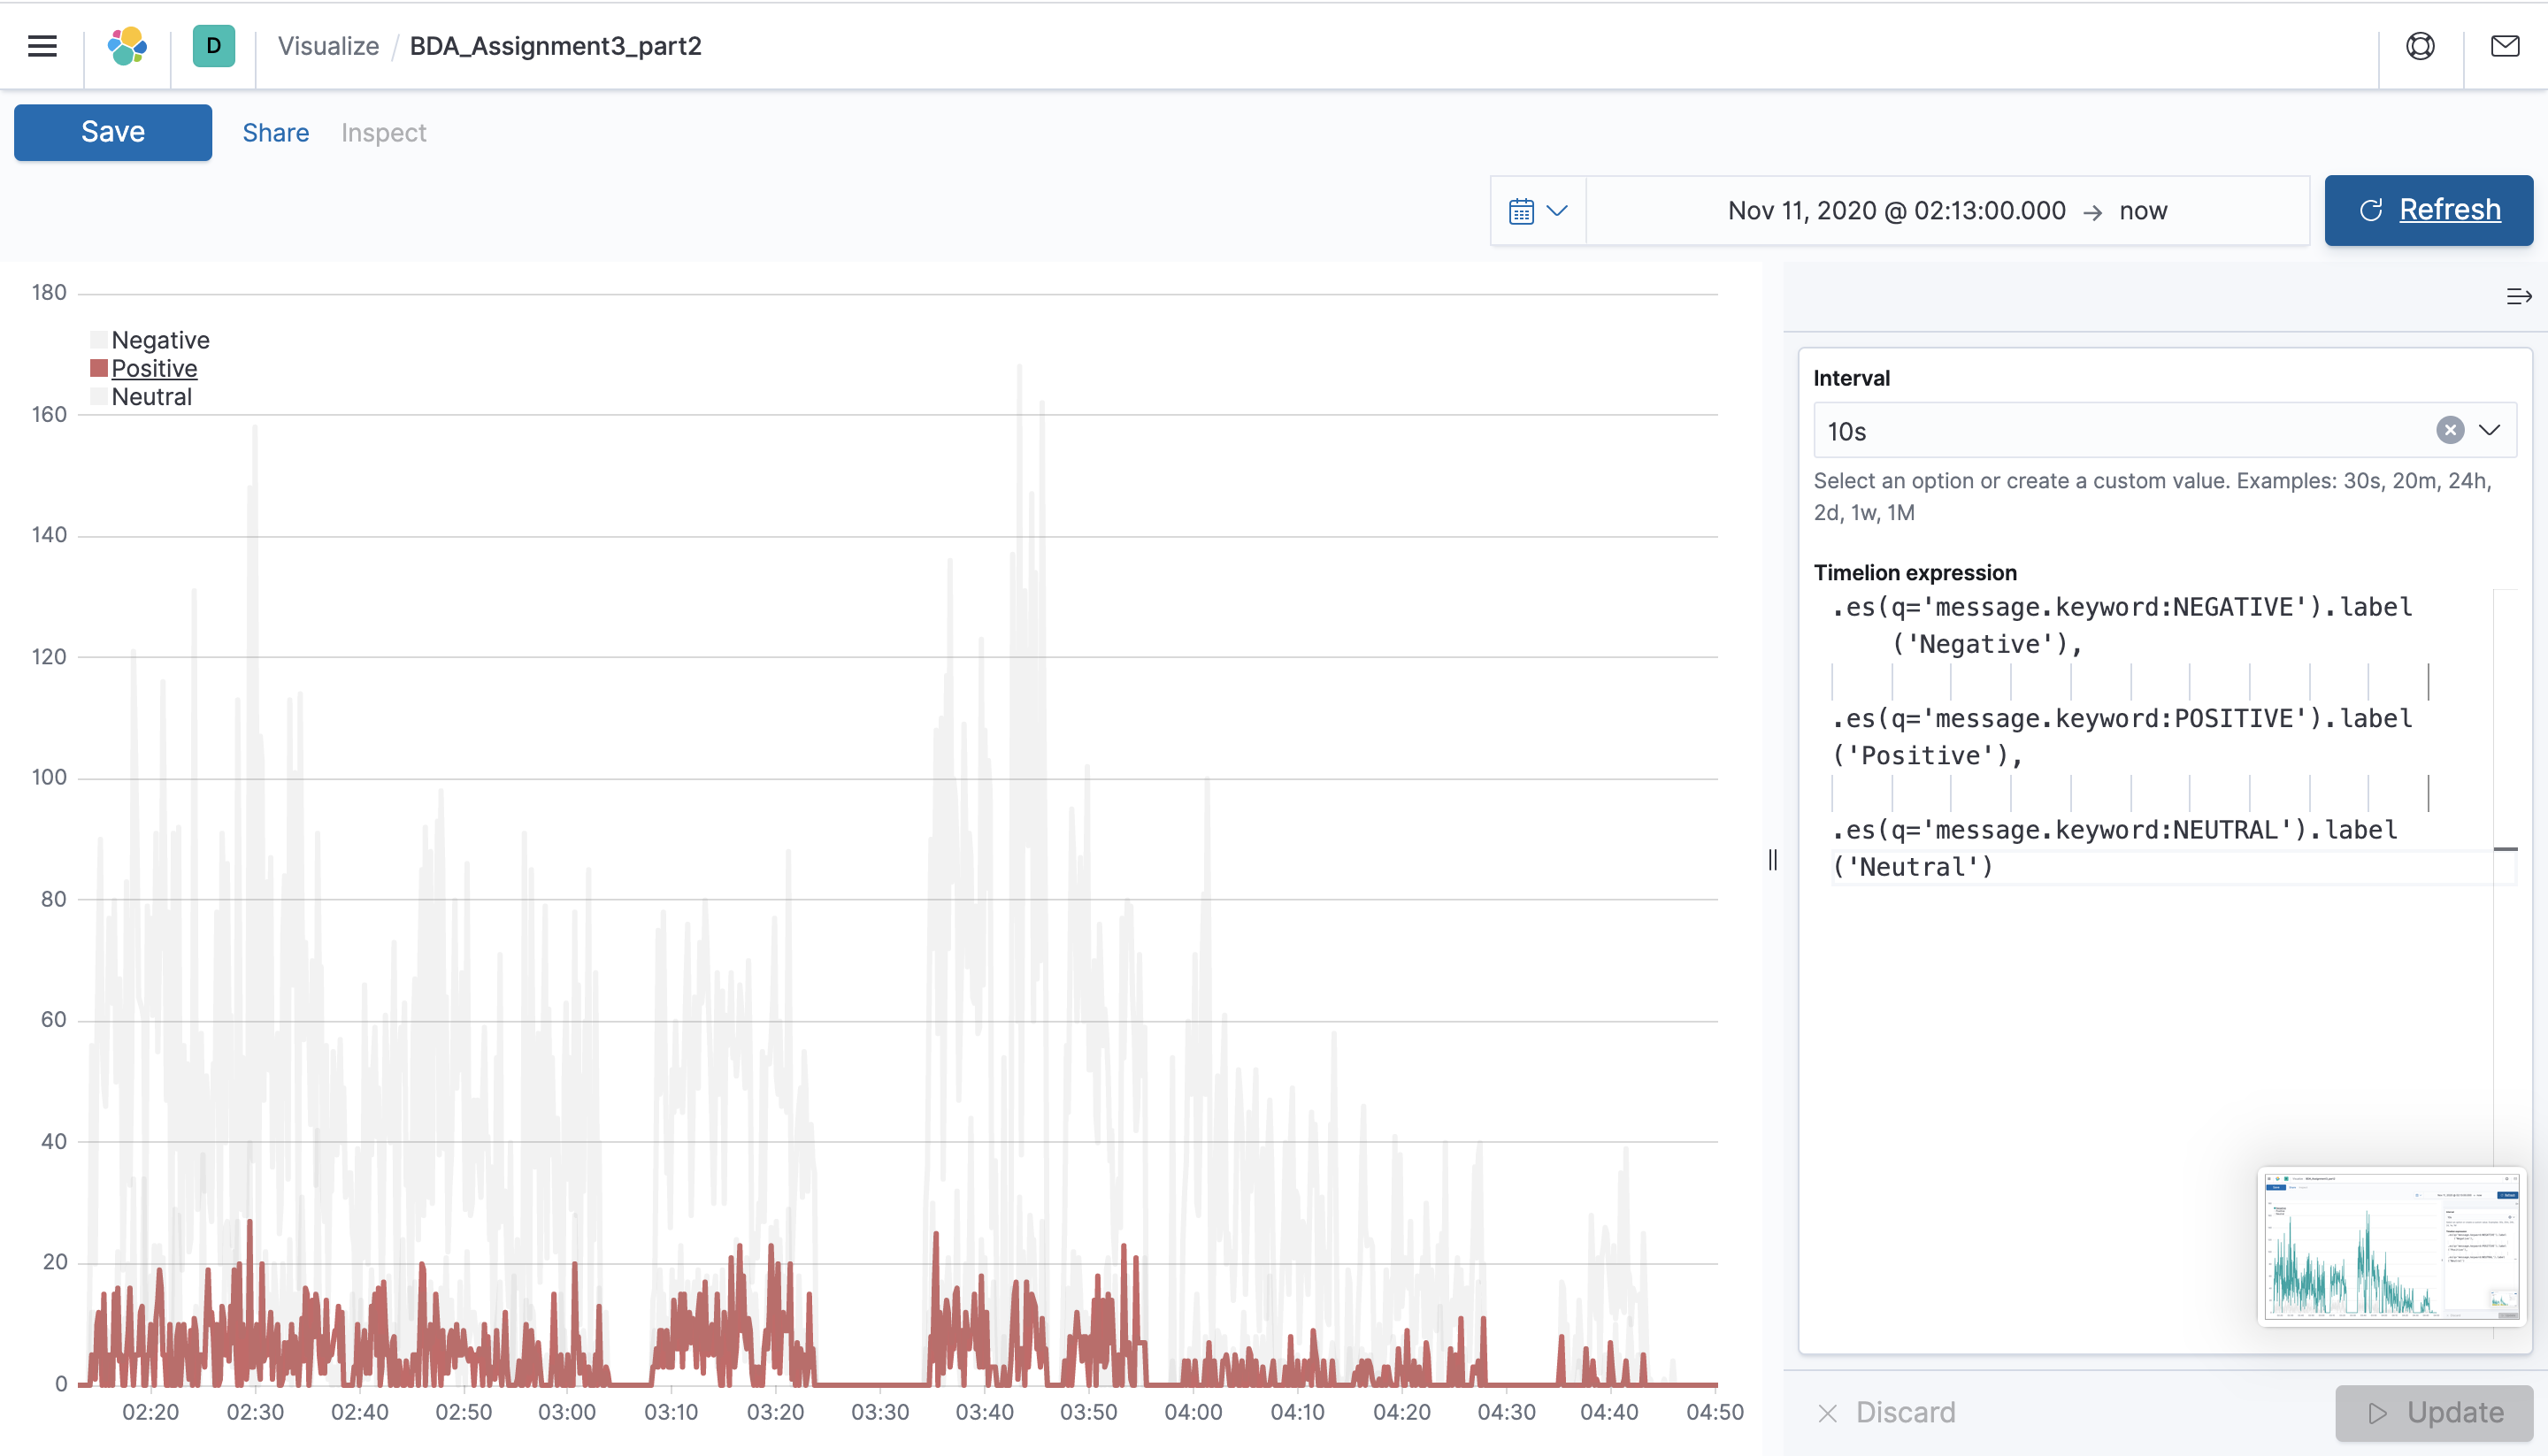 D
Visualize / BDA_Assignment3_part2
Save
Share
Inspect
Nov 11, 2020 @ 02:13:00.000 → now
Refresh
180
160
140
120
100
80
60
40
20
0
Negative
Positive
Neutral
02:20
02:30
02:40
02:50
03:00
03:10
03:20
03:30
03:40
03:50
04:00
04:10
04:20
04:30
04:40
04:50
Interval
10s
Select an option or create a custom value. Examples: 30s, 20m, 24h,
2d, 1w, 1M
Timelion expression
.es(q='message.keyword:NEGATIVE').label
('Negative'),
.es(q='message.keyword:POSITIVE').label
('Positive'),
.es(q='message.keyword:NEUTRAL').label
('Neutral')
Discard
Update